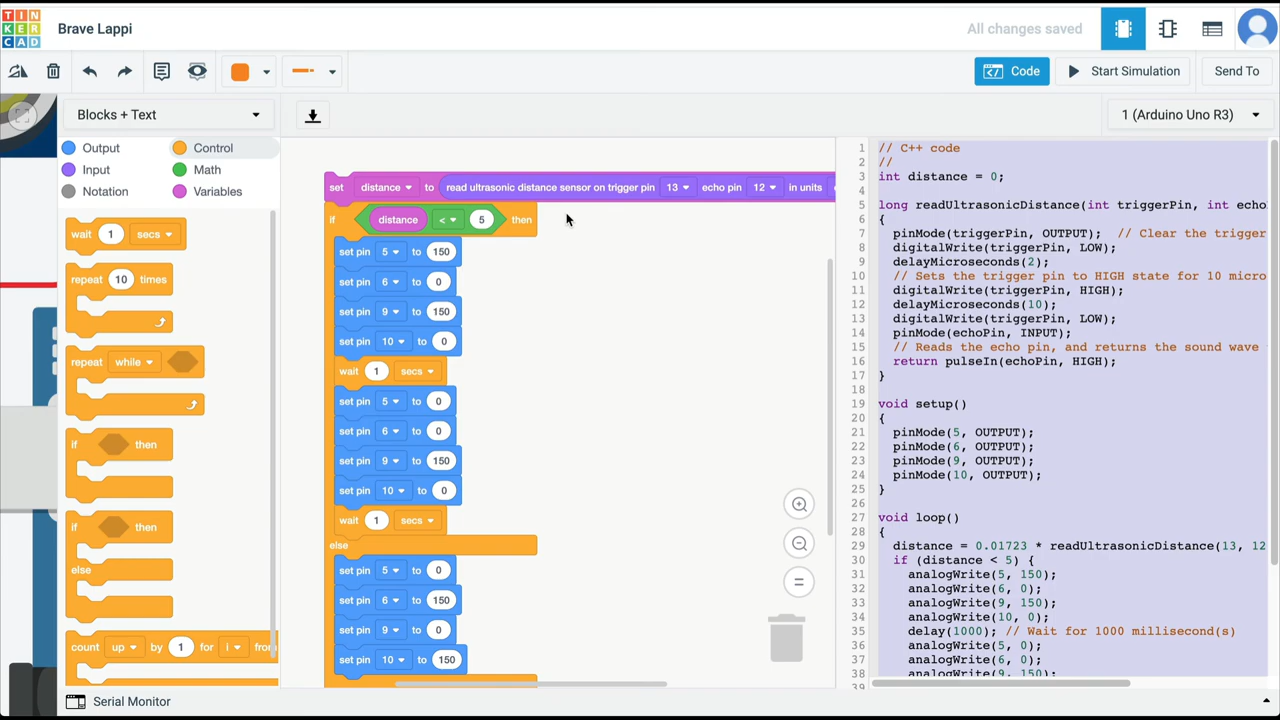 TIN
KER
CAD
Brave Lappi
All changes saved
Code
Start Simulation
Send To
Blocks + Text
1 (Arduino Uno R3)
Output
Control
Input
Math
Notation
Variables
wait 1 secs
repeat 10 times
repeat while
if then
if then
else
count up by 1 for i from
set distance to read ultrasonic distance sensor on trigger pin 13 echo pin 12 in units
if distance < 5 then
set pin 5 to 150
set pin 6 to 0
set pin 9 to 150
set pin 10 to 0
wait 1 secs
set pin 5 to 0
set pin 6 to 0
set pin 9 to 150
set pin 10 to 0
wait 1 secs
else
set pin 5 to 0
set pin 6 to 150
set pin 9 to 0
set pin 10 to 150
1 // C++ code
2 //
3 int distance = 0;
4
5 long readUltrasonicDistance(int triggerPin, int echo
6 {
7 pinMode(triggerPin, OUTPUT); // Clear the trigger
8 digitalWrite(triggerPin, LOW);
9 delayMicroseconds(2);
10 // Sets the trigger pin to HIGH state for 10 micro
11 digitalWrite(triggerPin, HIGH);
12 delayMicroseconds(10);
13 digitalWrite(triggerPin, LOW);
14 pinMode(echoPin, INPUT);
15 // Reads the echo pin, and returns the sound wave
16 return pulseIn(echoPin, HIGH);
17 }
18
19 void setup()
20 {
21 pinMode(5, OUTPUT);
22 pinMode(6, OUTPUT);
23 pinMode(9, OUTPUT);
24 pinMode(10, OUTPUT);
25 }
26
27 void loop()
28 {
29 distance = 0.01723 * readUltrasonicDistance(13, 12
30 if (distance < 5) {
31 analogWrite(5, 150);
32 analogWrite(6, 0);
33 analogWrite(9, 150);
34 analogWrite(10, 0);
35 delay(1000); // Wait for 1000 millisecond(s)
36 analogWrite(5, 0);
37 analogWrite(6, 0);
38 analogWrite(9, 150);
39
Serial Monitor